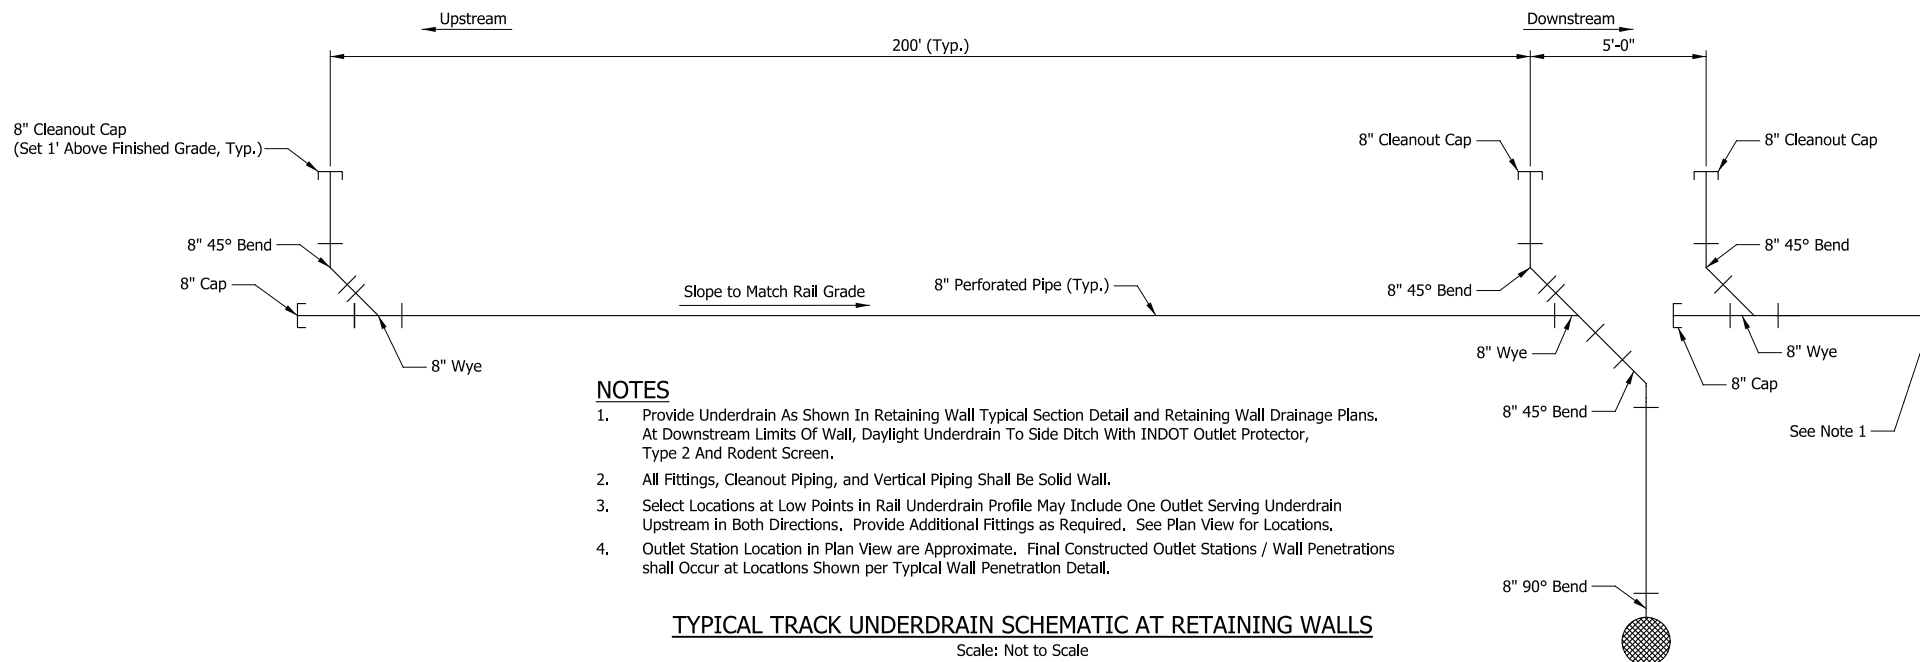 Upstream
Downstream
200' (Typ.)
5'-0"
8" Cleanout Cap
(Set 1' Above Finished Grade, Typ.)
8" Cleanout Cap
8" Cleanout Cap
8" 45° Bend
8" 45° Bend
8" Cap
Slope to Match Rail Grade
8" Perforated Pipe (Typ.)
8" 45° Bend
8" Wye
8" Wye
8" Wye
8" Cap
8" 45° Bend
See Note 1
NOTES
1. Provide Underdrain As Shown In Retaining Wall Typical Section Detail and Retaining Wall Drainage Plans.
At Downstream Limits Of Wall, Daylight Underdrain To Side Ditch With INDOT Outlet Protector,
Type 2 And Rodent Screen.
2. All Fittings, Cleanout Piping, and Vertical Piping Shall Be Solid Wall.
3. Select Locations at Low Points in Rail Underdrain Profile May Include One Outlet Serving Underdrain
Upstream in Both Directions. Provide Additional Fittings as Required. See Plan View for Locations.
4. Outlet Station Location in Plan View are Approximate. Final Constructed Outlet Stations / Wall Penetrations
shall Occur at Locations Shown per Typical Wall Penetration Detail.
8" 90° Bend
TYPICAL TRACK UNDERDRAIN SCHEMATIC AT RETAINING WALLS
Scale: Not to Scale